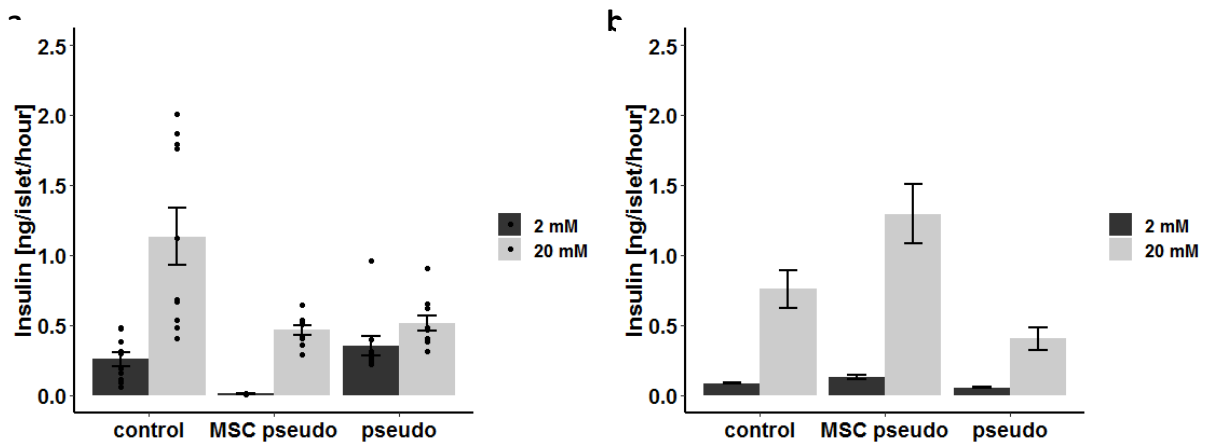 a
Insulin [ng/islet/hour]
2.5
2.0
1.5
1.0
0.5
0.0
control MSC pseudo pseudo
2 mM
20 mM
b
Insulin [ng/islet/hour]
2.5
2.0
1.5
1.0
0.5
0.0
control MSC pseudo pseudo
2 mM
20 mM